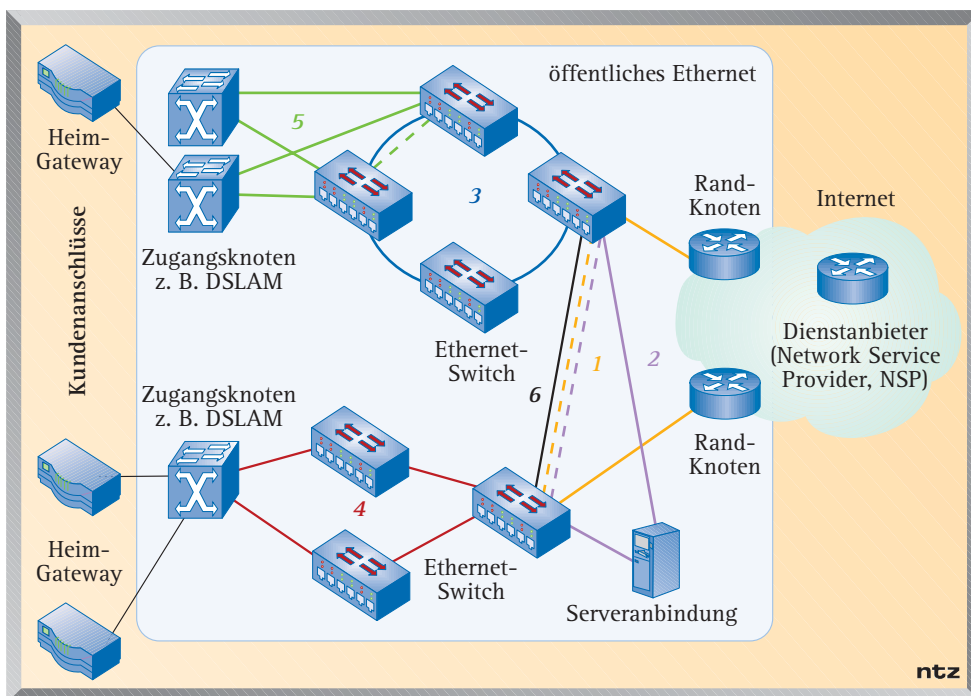 öffentliches Ethernet
5
Heim-
Gateway
3
Rand-
Knoten
Internet
Kundenanschlüsse
Zugangsknoten
z. B. DSLAM
Dienstanbieter
(Network Service
Provider, NSP)
Ethernet-
Switch
1
2
6
Zugangsknoten
z. B. DSLAM
Rand-
Knoten
4
Heim-
Gateway
Ethernet-
Switch
Serveranbindung
ntz